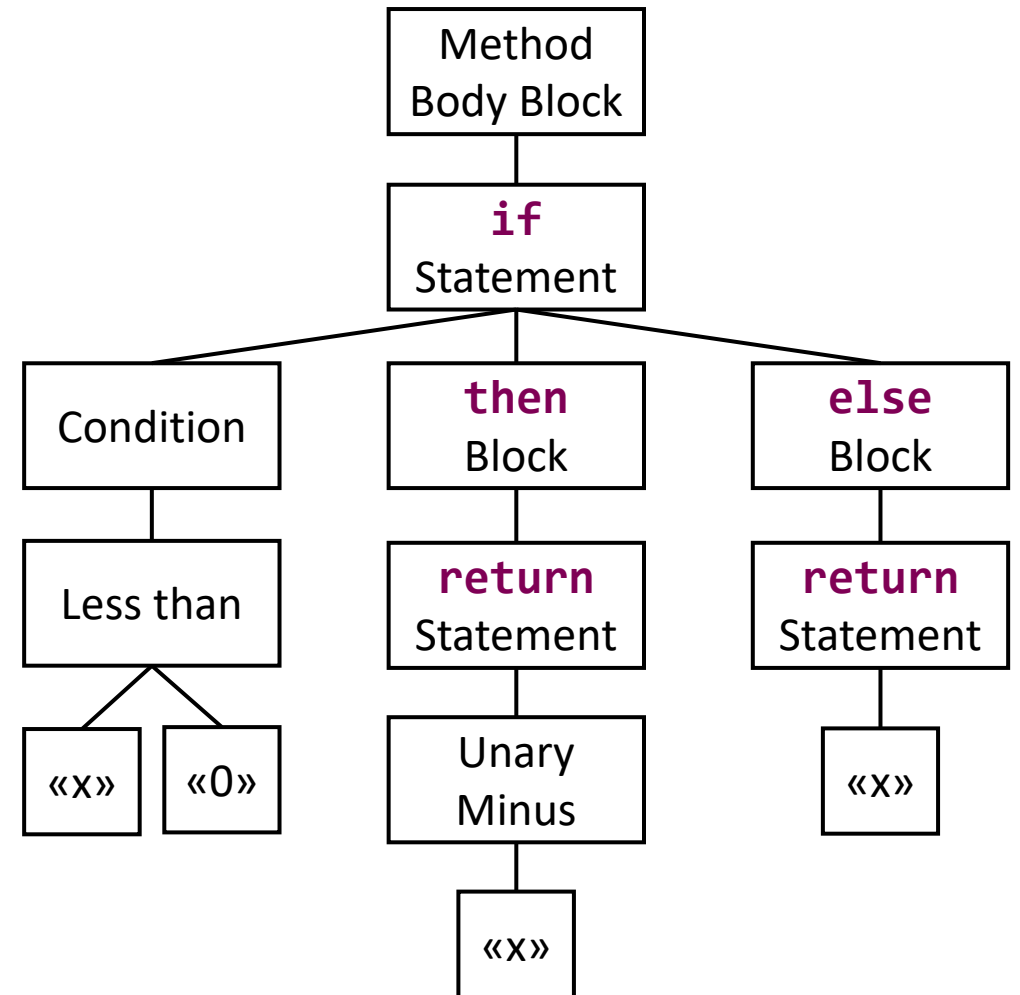 Method
Body Block
if
Statement
Condition
then
Block
else
Block
Less than
return
Statement
return
Statement
«x»
«0»
Unary
Minus
«x»
«x»